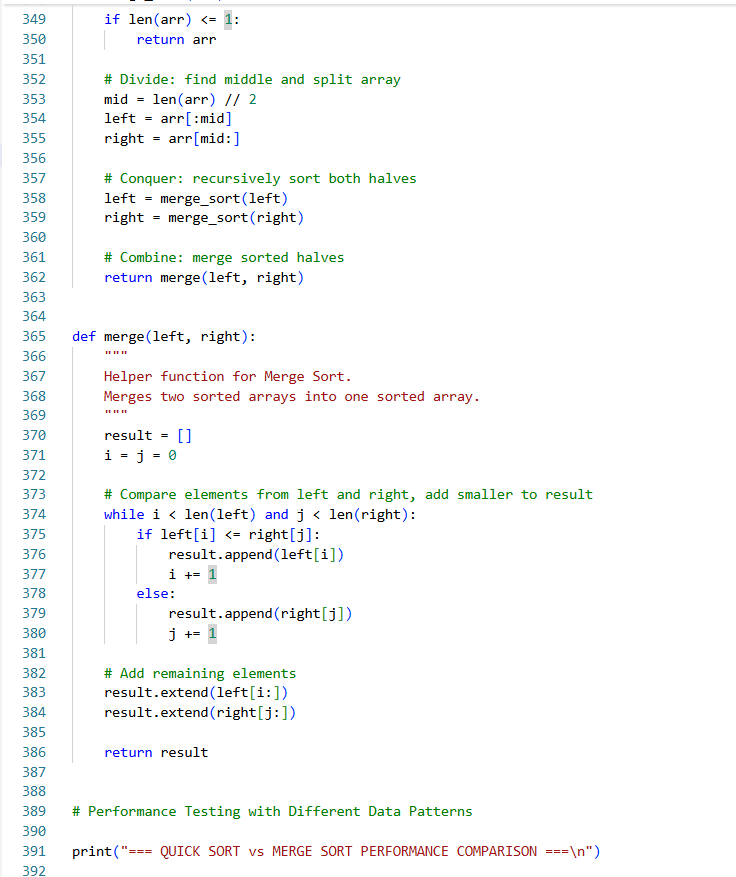 349 if len(arr) <= 1:
350 return arr
351
352 # Divide: find middle and split array
353 mid = len(arr) // 2
354 left = arr[:mid]
355 right = arr[mid:]
356
357 # Conquer: recursively sort both halves
358 left = merge_sort(left)
359 right = merge_sort(right)
360
361 # Combine: merge sorted halves
362 return merge(left, right)
363
364
365 def merge(left, right):
366 """
367 Helper function for Merge Sort.
368 Merges two sorted arrays into one sorted array.
369 """
370 result = []
371 i = j = 0
372
373 # Compare elements from left and right, add smaller to result
374 while i < len(left) and j < len(right):
375 if left[i] <= right[j]:
376 result.append(left[i])
377 i += 1
378 else:
379 result.append(right[j])
380 j += 1
381
382 # Add remaining elements
383 result.extend(left[i:])
384 result.extend(right[j:])
385
386 return result
387
388
389 # Performance Testing with Different Data Patterns
390
391 print("=== QUICK SORT vs MERGE SORT PERFORMANCE COMPARISON ===\n")
392